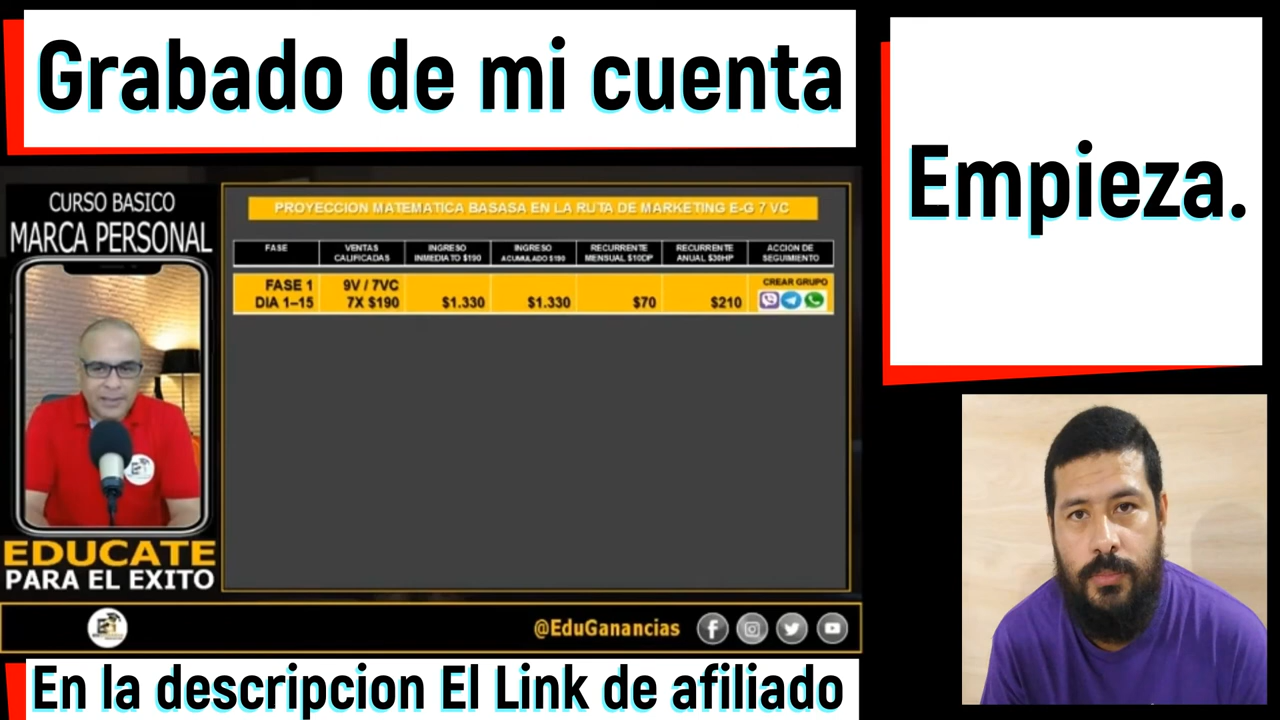 Grabado de mi cuenta
Empieza.
CURSO BASICO
MARCA PERSONAL
EDUCATE
PARA EL EXITO
PROYECCION MATEMATICA BASASA EN LA RUTA DE MARKETING E-G 7 VC
FASE VENTAS CALIFICADAS INGRESO INMEDIATO $190 INGRESO ACUMULADO $190 RECURRENTE MENSUAL $10DP RECURRENTE ANUAL $30HP ACCION DE SEGUIMIENTO
FASE 1 9V / 7VC CREAR GRUPO
DIA 1–15 7X $190 $1.330 $1.330 $70 $210
@EduGanancias
En la descripcion El Link de afiliado